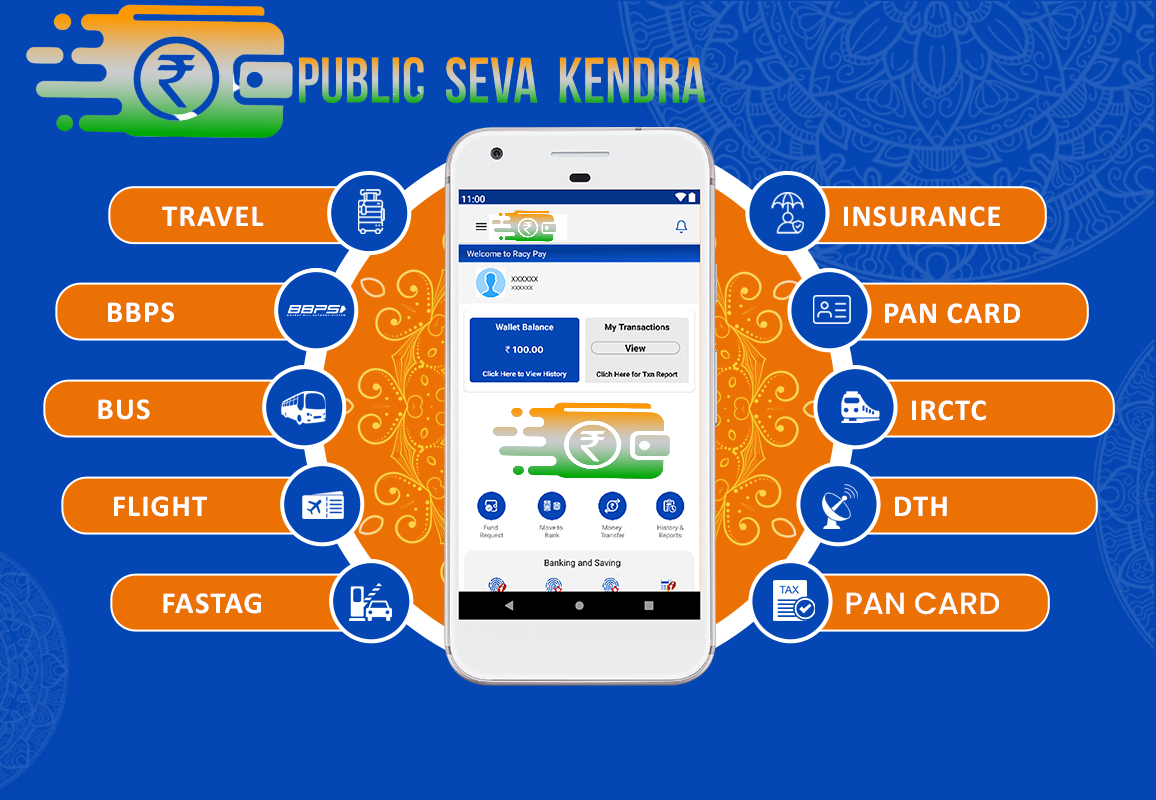 PUBLIC SEVA KENDRA
TRAVEL
BBPS
BUS
FLIGHT
FASTAG
BBPS
11:00
Welcome to Racy Pay
XXXXXX
XXXXXX
Wallet Balance
₹ 100.00
Click Here to View History
My Transactions
View
Clich Here for Txn Report
Fund
Request
Move to
Bank
Money
Transfer
History &
Reports
Banking and Saving
INSURANCE
PAN CARD
IRCTC
DTH
TAX
PAN CARD